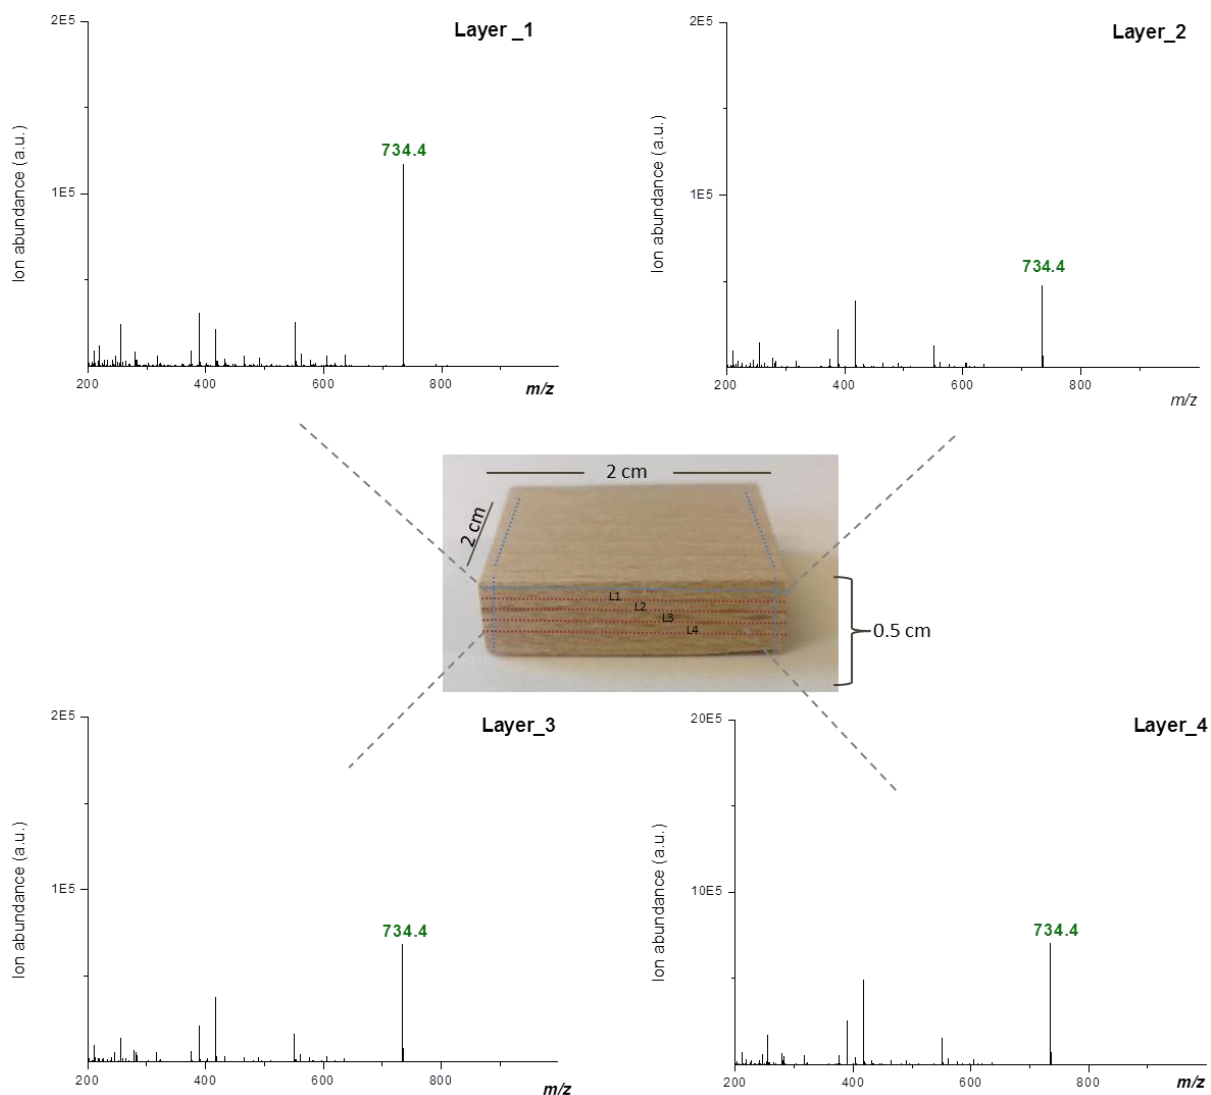 2E5
Layer _1
Ion abundance (a.u.)
734.4
1E5
200
400
600
800
m/z
2E5
Layer_2
Ion abundance (a.u.)
734.4
1E5
200
400
600
800
m/z
2 cm
2 cm
L1
L2
L3
L4
0.5 cm
2E5
Layer_3
Ion abundance (a.u.)
734.4
1E5
200
400
600
800
m/z
20E5
Layer_4
Ion abundance (a.u.)
734.4
10E5
200
400
600
800
m/z